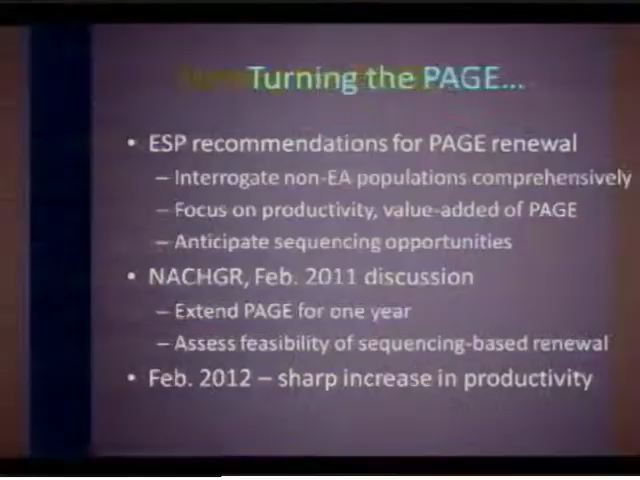 Turning the PAGE...
• ESP recommendations for PAGE renewal
– Interrogate non-EA populations comprehensively
– Focus on productivity, value-added of PAGE
– Anticipate sequencing opportunities
• NACHGR, Feb. 2011 discussion
– Extend PAGE for one year
– Assess feasibility of sequencing-based renewal
• Feb. 2012 – sharp increase in productivity